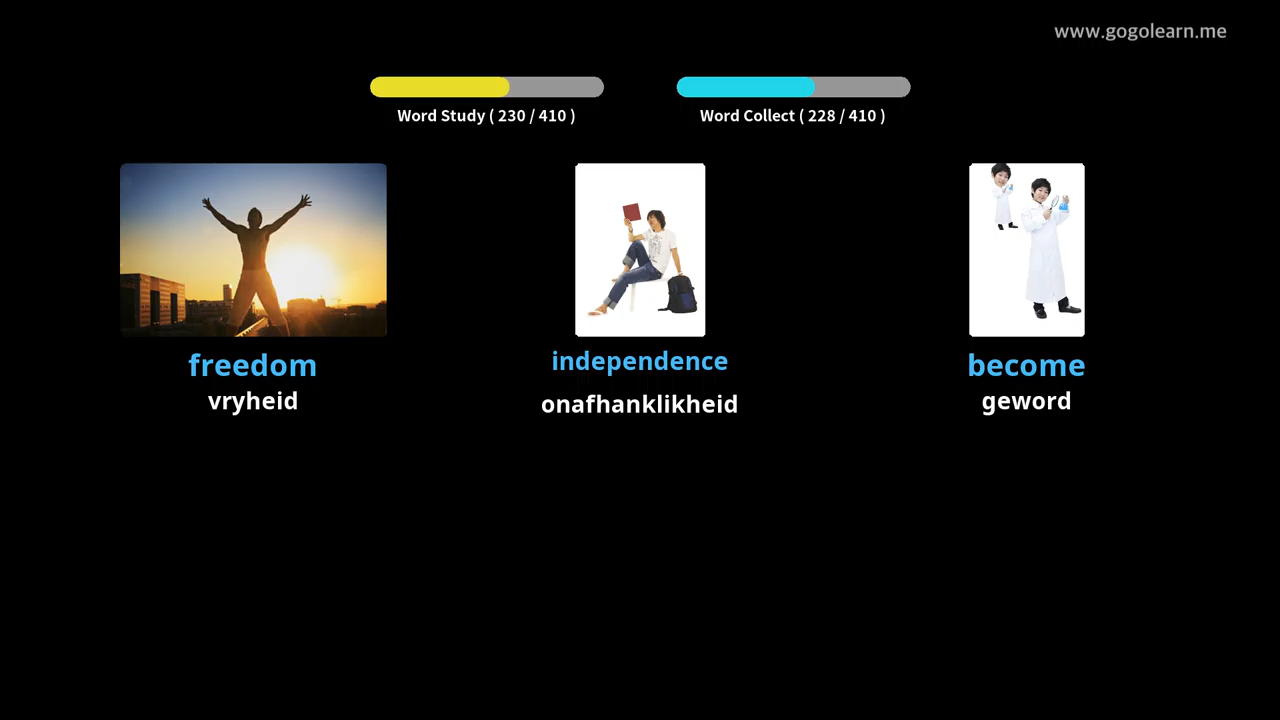 www.gogolearn.me
Word Study ( 230 / 410 )
Word Collect ( 228 / 410 )
freedom
vryheid
independence
onafhanklikheid
become
geword